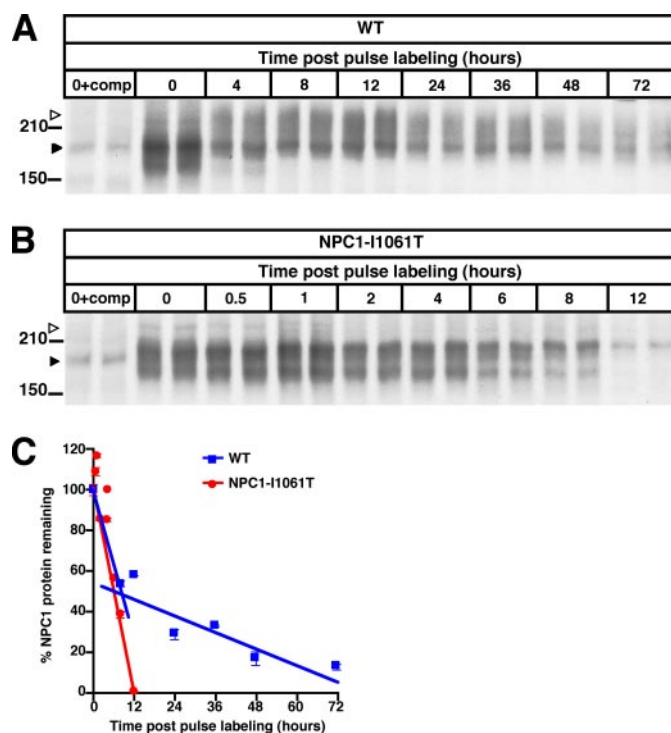 A
WT
Time post pulse labeling (hours)
0+comp 0 4 8 12 24 36 48 72
210
150
B
NPC1-I1061T
Time post pulse labeling (hours)
0+comp 0 0.5 1 2 4 6 8 12
210
150
C
120
100
80
60
40
20
0
% NPC1 protein remaining
WT
NPC1-I1061T
0 12 24 36 48 60 72
Time post pulse labeling (hours)